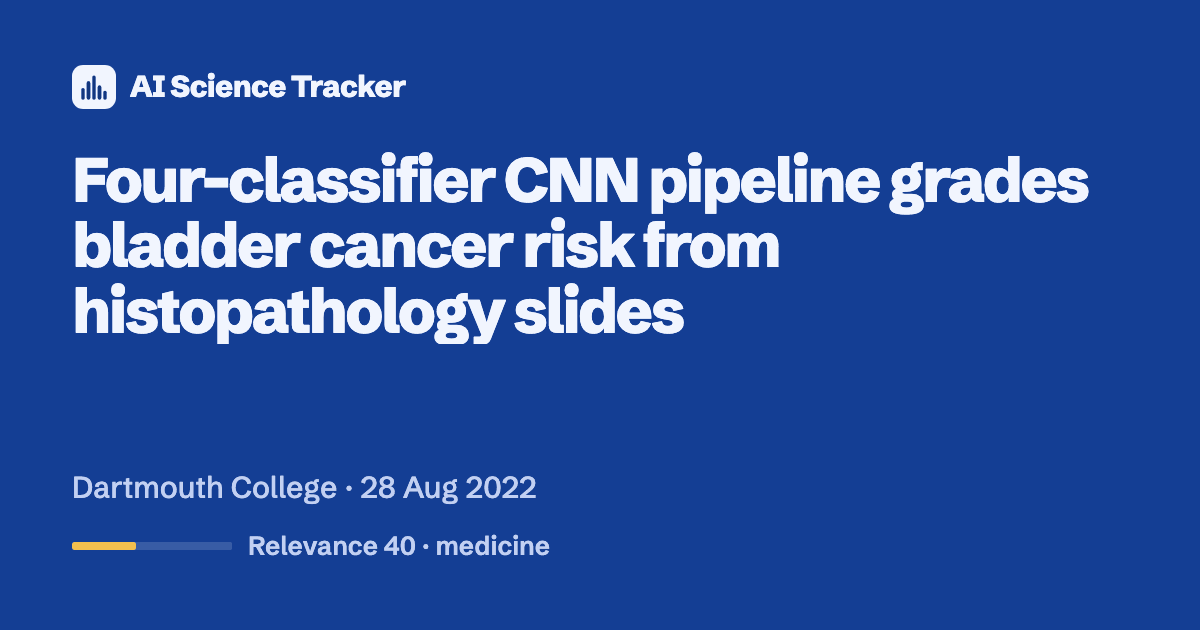 AI Science Tracker
Four-classifier CNN pipeline grades
bladder cancer risk from
histopathology slides
Dartmouth College · 28 Aug 2022
Relevance 40 · medicine